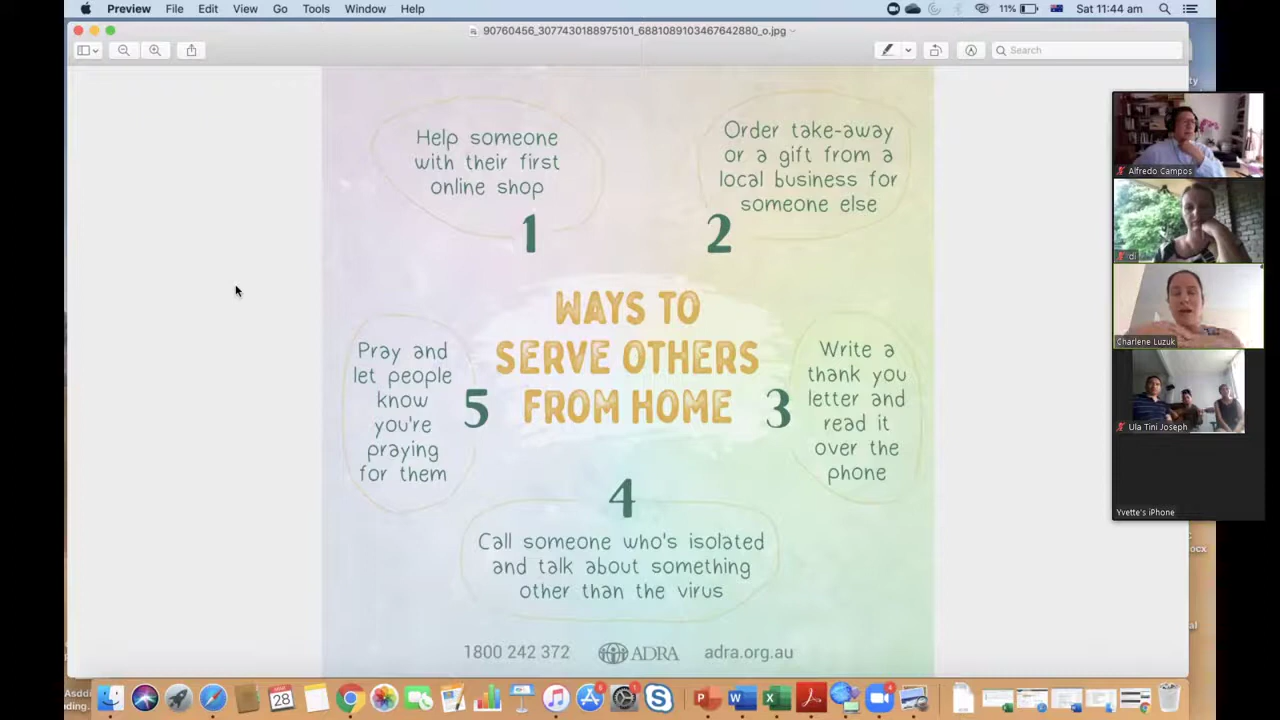 Preview File Edit View Go Tools Window Help
11% Sat 11:44 am
90760456_3077430188975101_6881089103467642880_o.jpg
Search
Help someone
with their first
online shop
1
Order take-away
or a gift from a
local business for
someone else
2
WAYS TO
SERVE OTHERS
FROM HOME
Write a
thank you
letter and
read it
over the
phone
3
4
Call someone who's isolated
and talk about something
other than the virus
Pray and
let people
know
you're
praying
for them
5
1800 242 372 ADRA adra.org.au
Alfredo Campos
di
Charlene Luzuk
Ula Tini Joseph
Yvette's iPhone
28